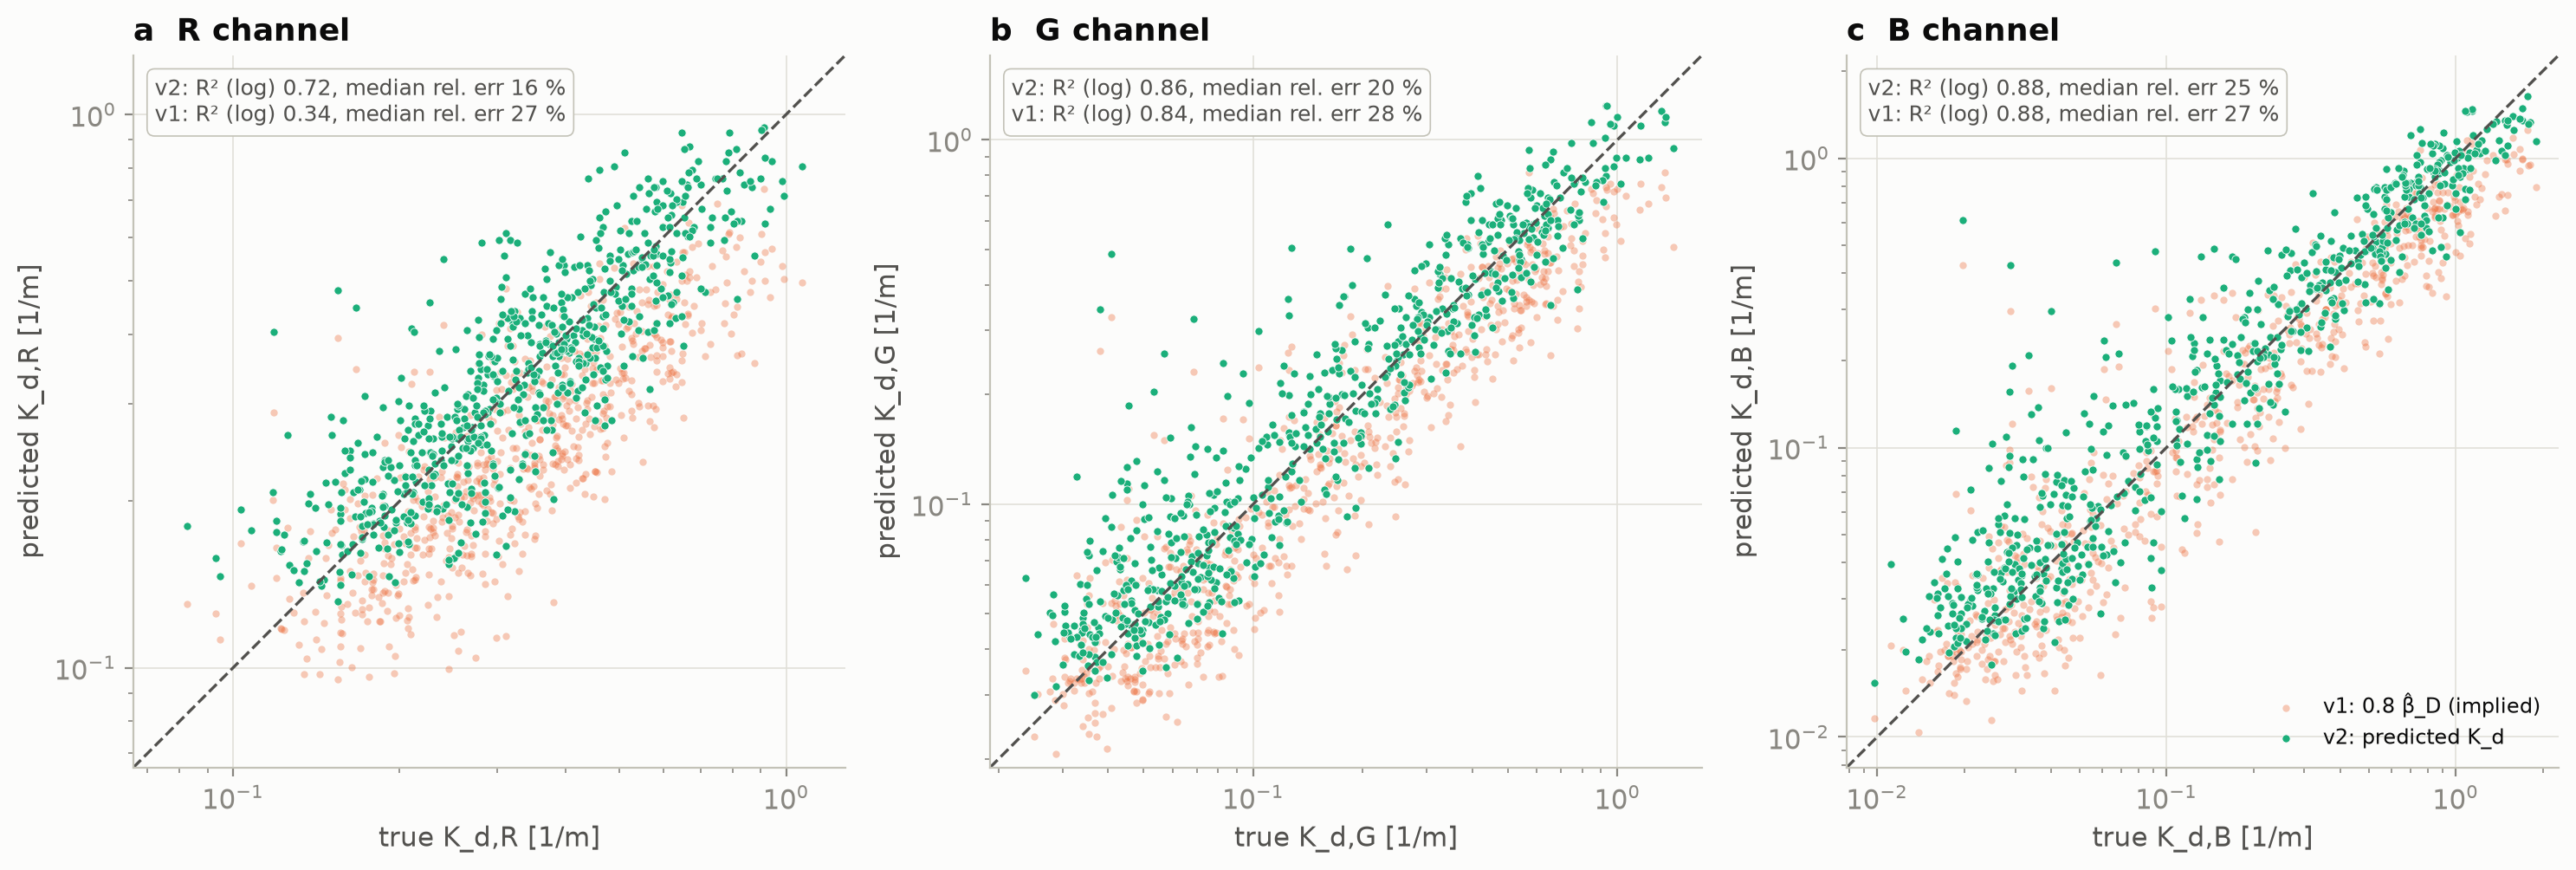 a R channel
v2: R² (log) 0.72, median rel. err 16 %
v1: R² (log) 0.34, median rel. err 27 %
10⁰
10⁻¹
predicted K_d,R [1/m]
10⁻¹
10⁰
true K_d,R [1/m]
b G channel
v2: R² (log) 0.86, median rel. err 20 %
v1: R² (log) 0.84, median rel. err 28 %
10⁰
10⁻¹
predicted K_d,G [1/m]
10⁻¹
10⁰
true K_d,G [1/m]
c B channel
v2: R² (log) 0.88, median rel. err 25 %
v1: R² (log) 0.88, median rel. err 27 %
10⁰
10⁻¹
10⁻²
predicted K_d,B [1/m]
v1: 0.8 β̂_D (implied)
v2: predicted K_d
10⁻²
10⁻¹
10⁰
true K_d,B [1/m]